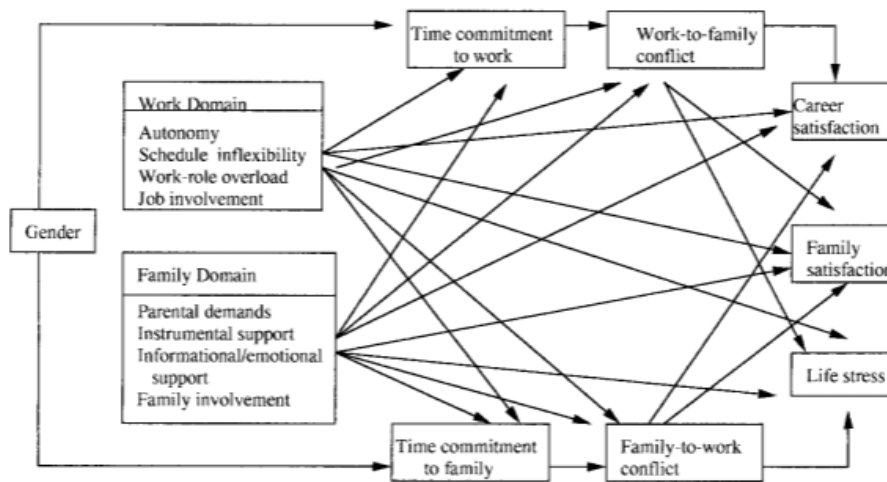 Time commitment
to work
Work-to-family
conflict
Career
satisfaction
Work Domain
Autonomy
Schedule inflexibility
Work-role overload
Job involvement
Gender
Family Domain
Parental demands
Instrumental support
Informational/emotional
support
Family involvement
Family
satisfaction
Life stress
Time commitment
to family
Family-to-work
conflict